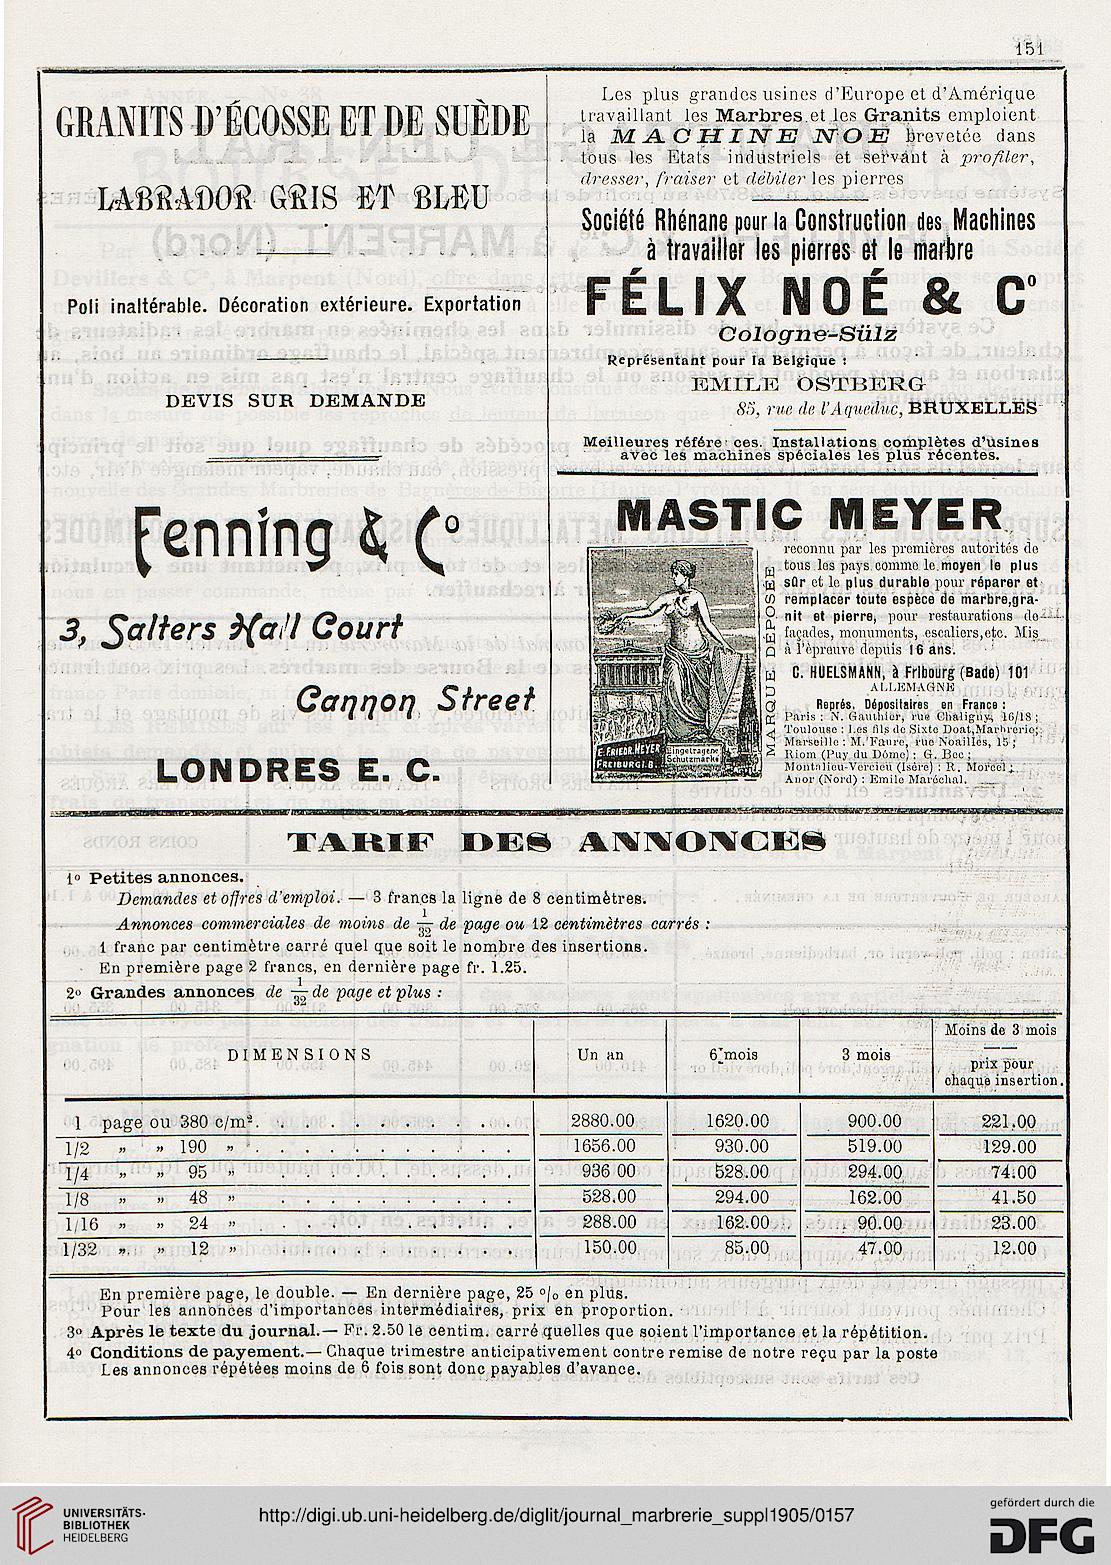 151
GRANITS D'ÉCOSSE ET DE SUÈDE
LABRADOR GRIS ET BLEU
Poli inaltérable. Décoration extérieure. Exportation
DEVIS SUR DEMANDE
Fenning & Cº
3, Salters Hall Court
Cannon Street
LONDRES E. C.
Les plus grandes usines d'Europe et d'Amérique
travaillant les Marbres et les Granits emploient
la MACHINE NOE brevetée dans
tous les Etats industriels et servant à profiler,
dresser, fraiser et débiter les pierres
Société Rhénane pour la Construction des Machines
à travailler les pierres et le marbre
FÉLIX NOÉ & Cº
Cologne-Sülz
Représentant pour la Belgique :
EMILE OSTBERG
85, rue de l'Aqueduc, BRUXELLES
Meilleures référe ces. Installations complètes d'usines
avec les machines spéciales les plus récentes.
MASTIC MEYER
E. FRIEDR. MEYER
FREIBURG I. B.
Eingetragene
Schutzmarke
MARQUE DÉPOSÉE
reconnu par les premières autorités de
tous les pays comme le moyen le plus
sûr et le plus durable pour réparer et
remplacer toute espèce de marbre, gra-
nit et pierre, pour restaurations de
façades, monuments, escaliers, etc. Mis
à l'épreuve depuis 16 ans.
C. HUELSMANN, à Fribourg (Bade) 101
ALLEMAGNE
Représ. Dépositaires en France :
Paris : N. Gauthier, rue Chaligny, 16/18 ;
Toulouse : Les fils de Sixte Doat, Marbrerie;
Marseille : M. Faure, rue Noailles, 15 ;
Riom (Puy du Dôme) : G. Bec ;
Montalieu-Vercieu (Isère) : R. Morcel ;
Anor (Nord) : Emile Maréchal.
TARIF DES ANNONCES
1º Petites annonces.
Demandes et offres d'emploi. — 3 francs la ligne de 8 centimètres.
Annonces commerciales de moins de 1/32 de page ou 12 centimètres carrés :
1 franc par centimètre carré quel que soit le nombre des insertions.
En première page 2 francs, en dernière page fr. 1.25.
2º Grandes annonces de 1/32 de page et plus :
DIMENSIONS Un an 6 mois 3 mois Moins de 3 mois
prix pour
chaque insertion.
1 page ou 380 c/m². . . . . . . . . . . . 2880.00 1620.00 900.00 221.00
1/2 » » 190 » . . . . . . . . . . . 1656.00 930.00 519.00 129.00
1/4 » » 95 » . . . . . . . . . . 936 00 528.00 294.00 74.00
1/8 » » 48 » . . . . . . . . . . 528.00 294.00 162.00 41.50
1/16 » » 24 » . . . . . . . . . . 288.00 162.00 90.00 23.00
1/32 » » 12 » . . . . . . . . . . 150.00 85.00 47.00 12.00
En première page, le double. — En dernière page, 25 º/o en plus.
Pour les annonces d'importances intermédiaires, prix en proportion.
3º Après le texte du journal.— Fr. 2.50 le centim. carré quelles que soient l'importance et la répétition.
4º Conditions de payement.— Chaque trimestre anticipativement contre remise de notre reçu par la poste
Les annonces répétées moins de 6 fois sont donc payables d'avance.
UNIVERSITÄTS-
BIBLIOTHEK
HEIDELBERG
http://digi.ub.uni-heidelberg.de/diglit/journal_marbrerie_suppl1905/0157
gefördert durch die
DFG